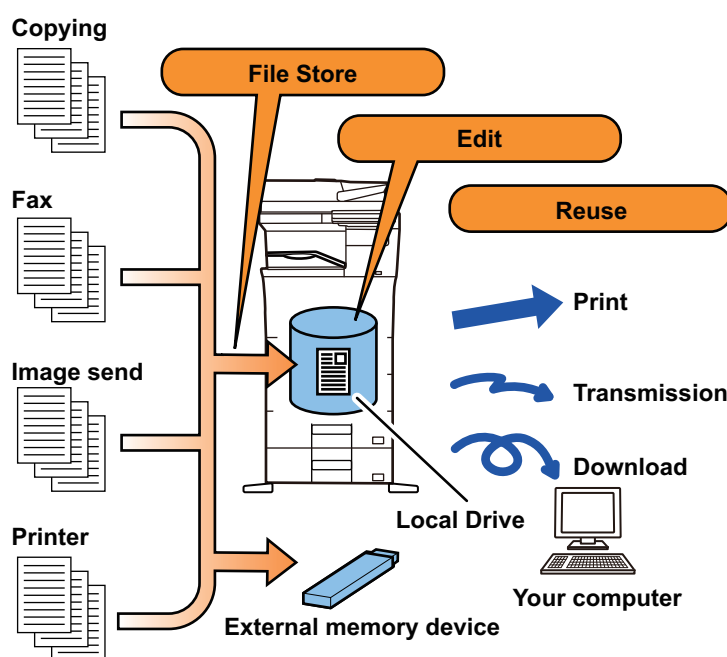 Copying
File Store
Edit
Fax
Reuse
Print
Image send
Transmission
Download
Local Drive
Printer
Your computer
External memory device